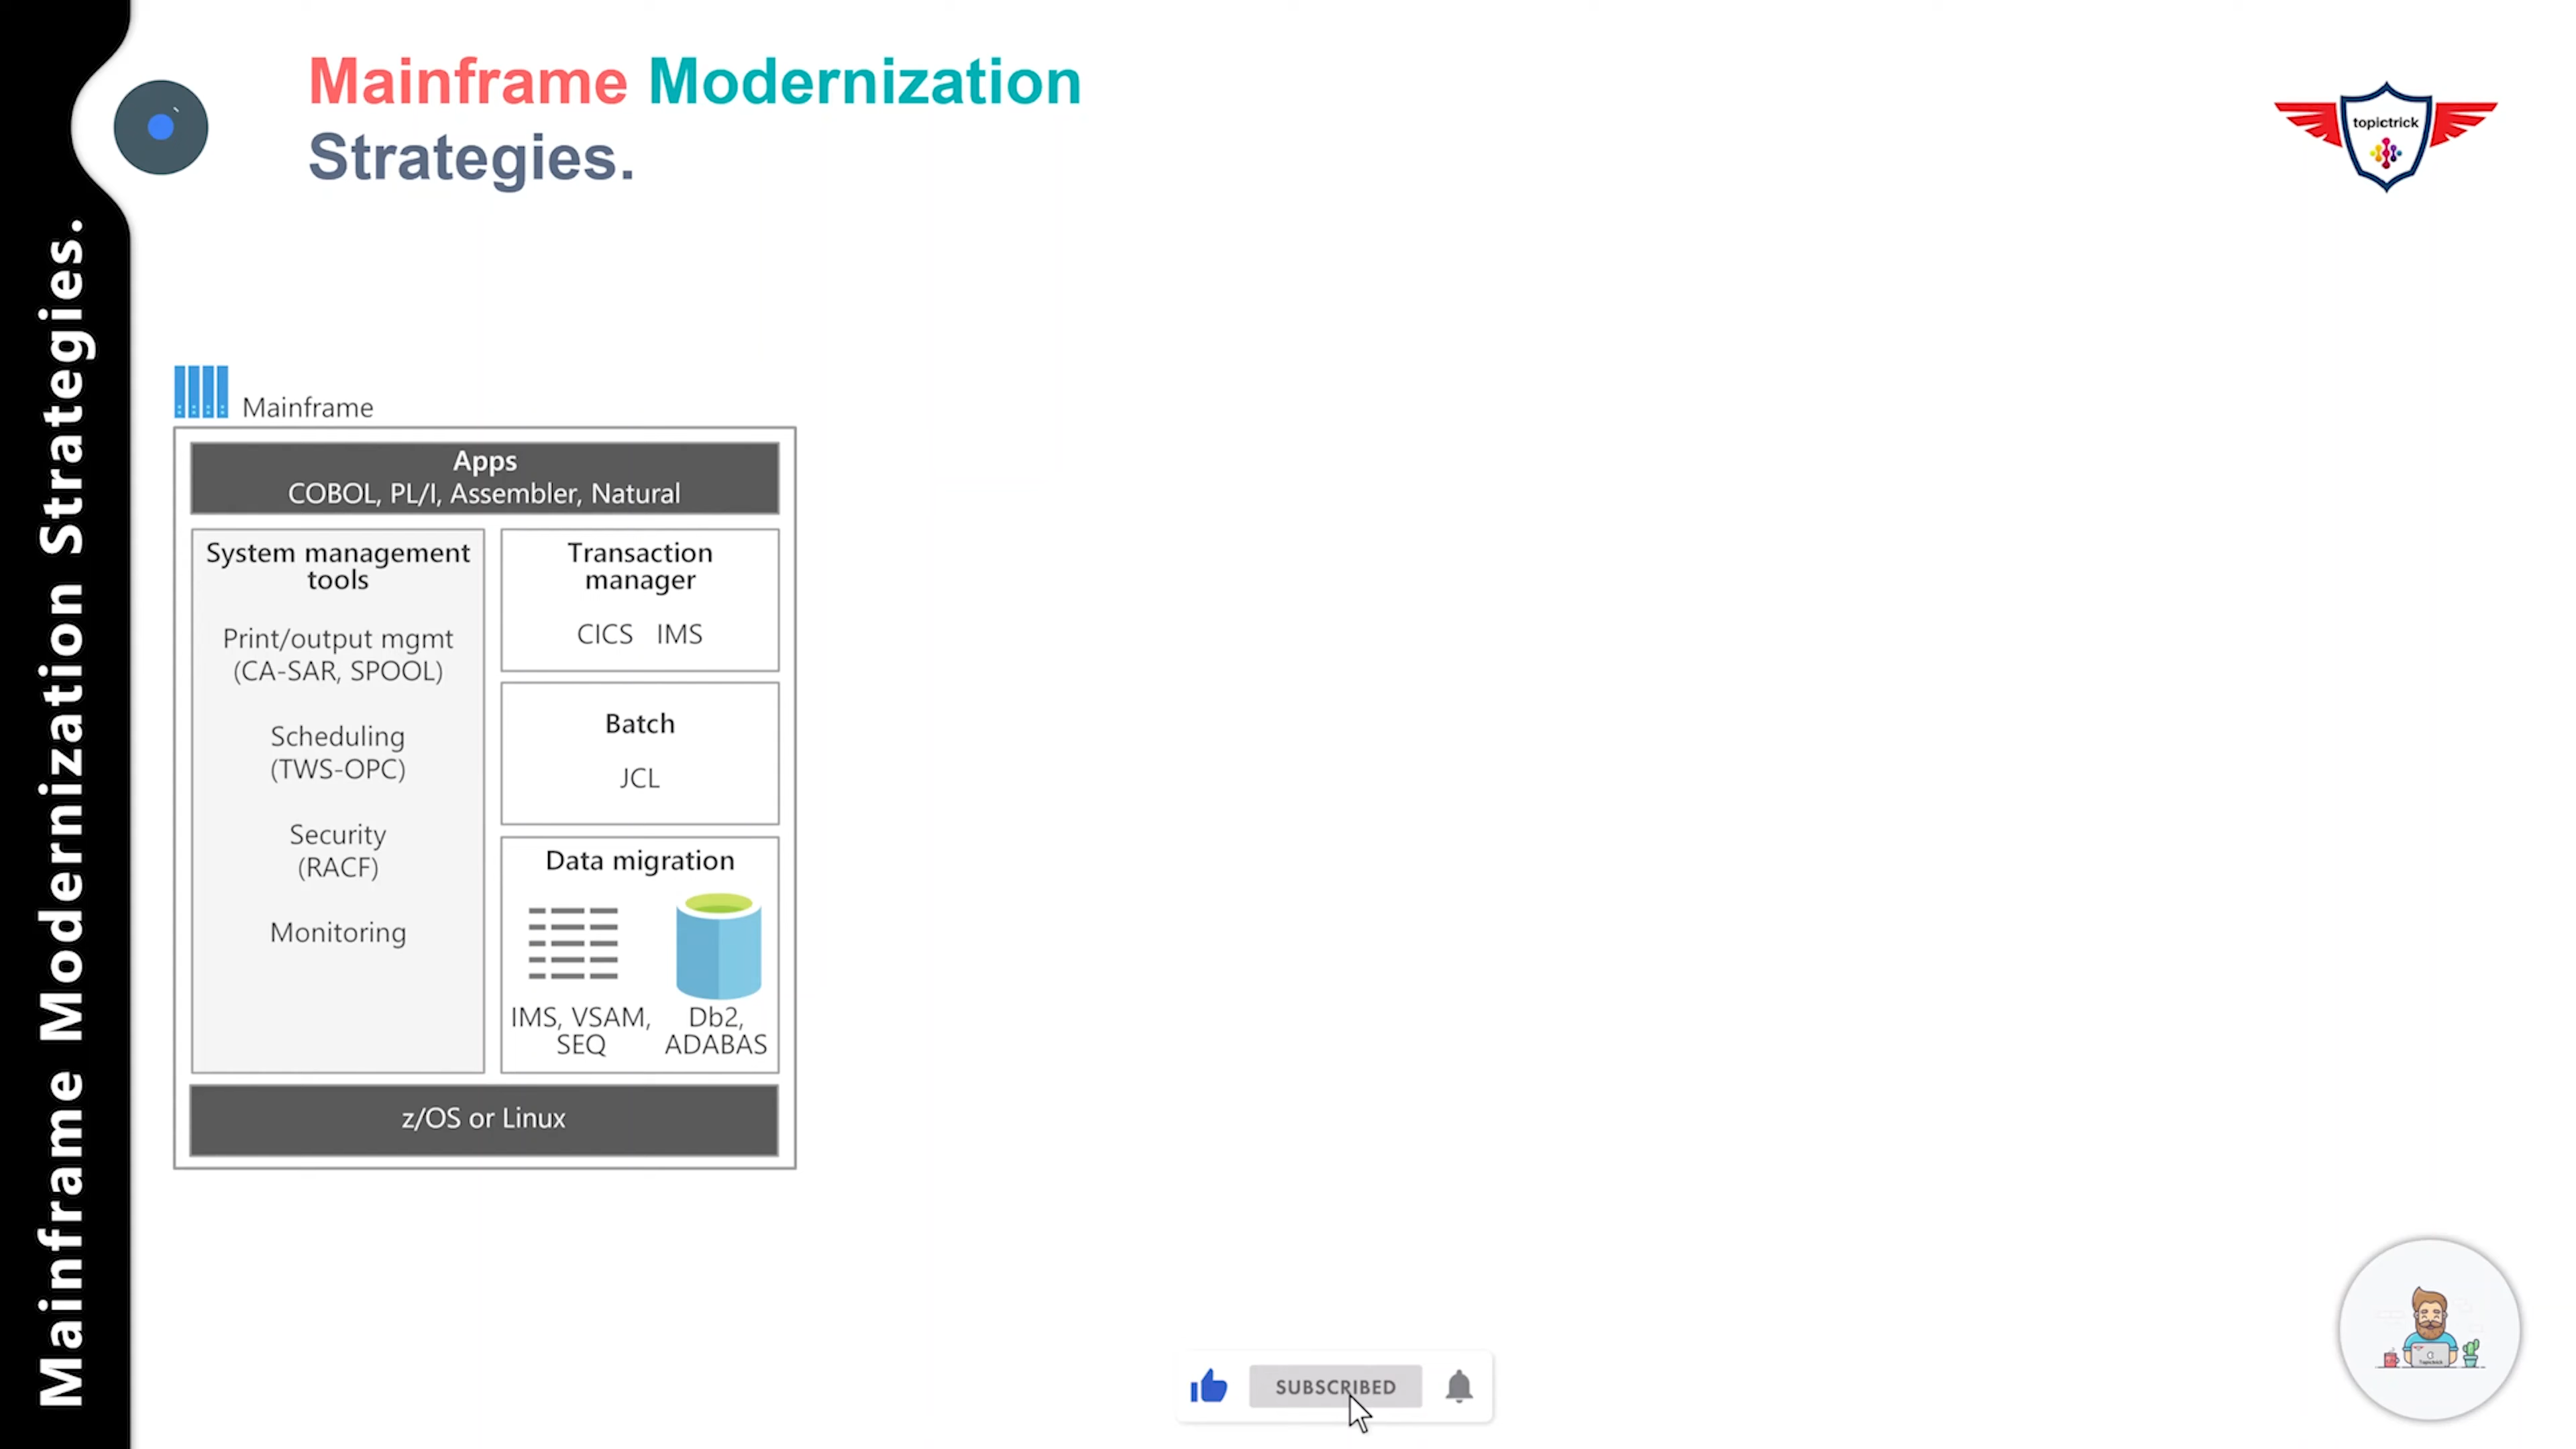 Mainframe Modernization Strategies.
Mainframe Modernization
Strategies.
topictrick
Mainframe
Apps
COBOL, PL/I, Assembler, Natural
System management
tools
Print/output mgmt
(CA-SAR, SPOOL)
Scheduling
(TWS-OPC)
Security
(RACF)
Monitoring
Transaction
manager
CICS IMS
Batch
JCL
Data migration
IMS, VSAM,
SEQ
Db2,
ADABAS
z/OS or Linux
SUBSCRIBED
Topictrick